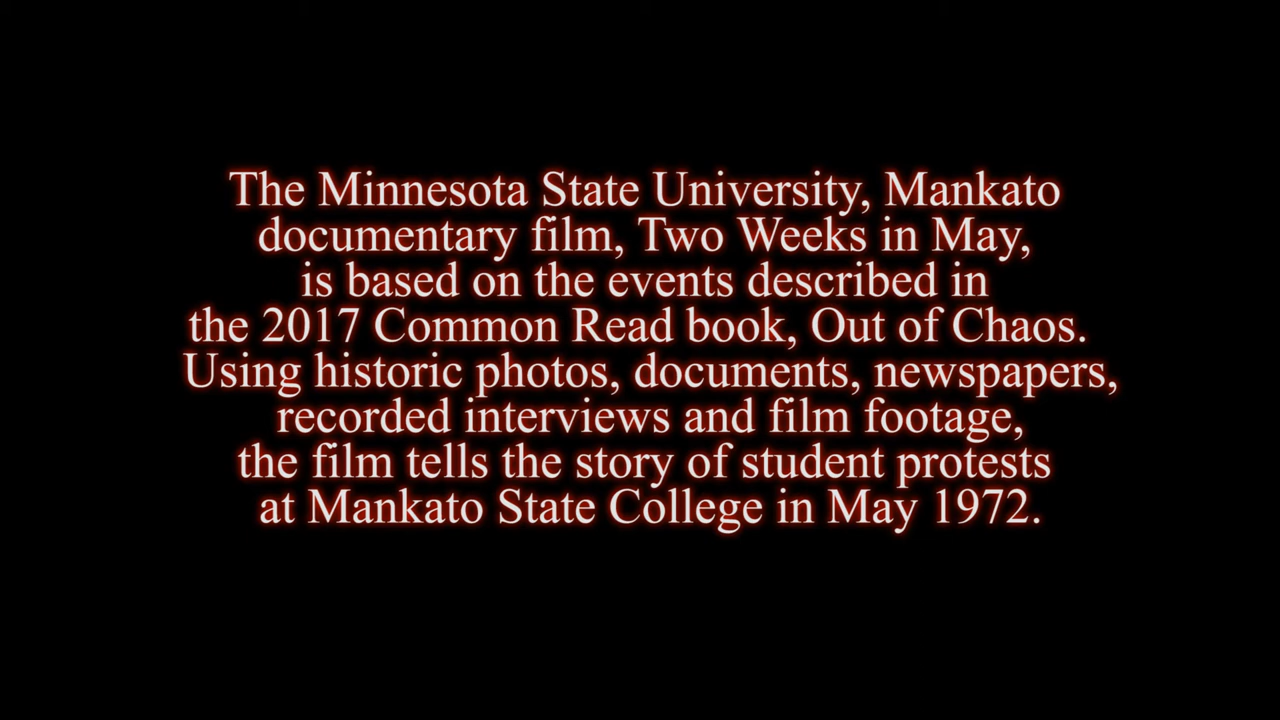 The Minnesota State University, Mankato
documentary film, Two Weeks in May,
is based on the events described in
the 2017 Common Read book, Out of Chaos.
Using historic photos, documents, newspapers,
recorded interviews and film footage,
the film tells the story of student protests
at Mankato State College in May 1972.